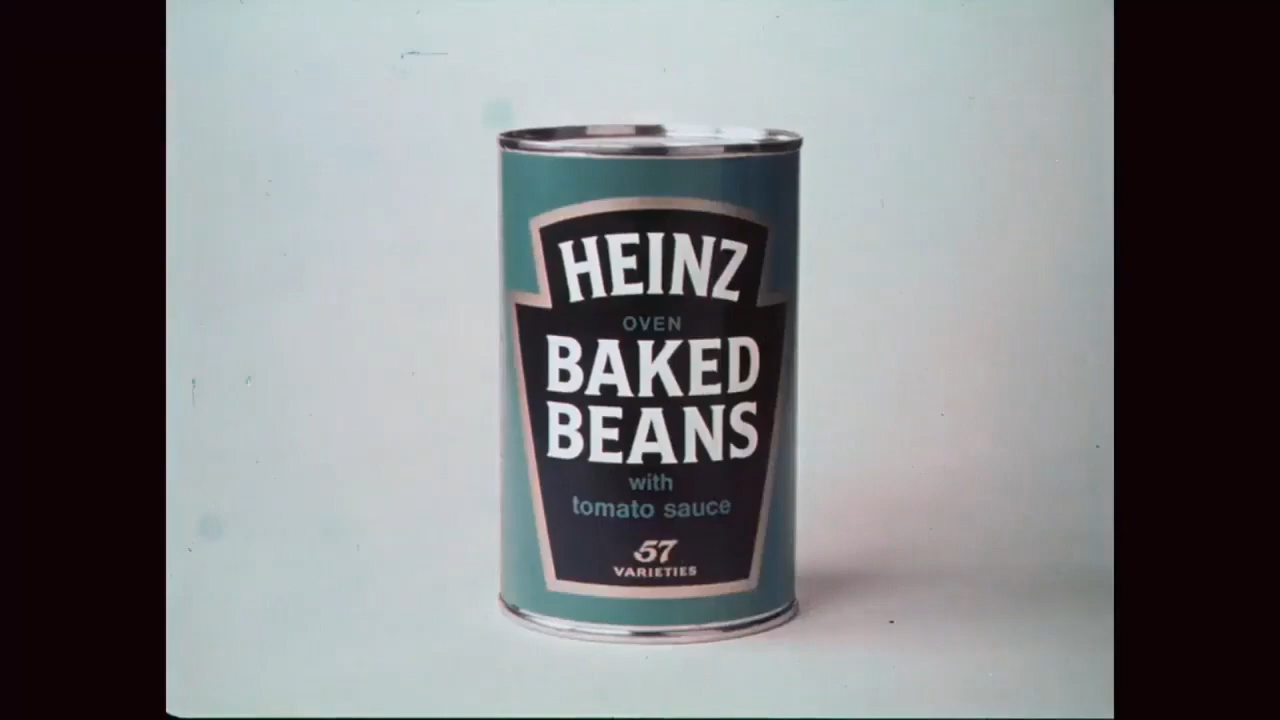 HEINZ
OVEN
BAKED
BEANS
with
tomato sauce
57
VARIETIES